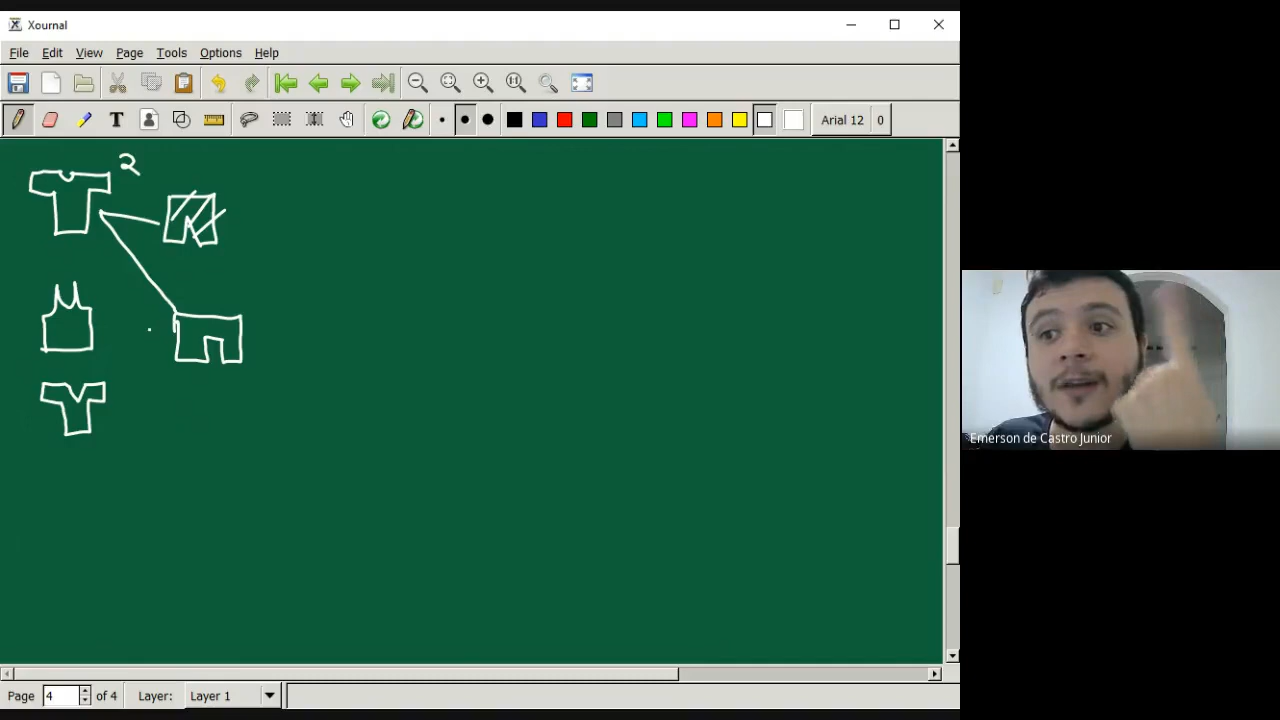 Xournal
File Edit View Page Tools Options Help
T Arial 12 0
2
Emerson de Castro Junior
Page 4 of 4 Layer: Layer 1